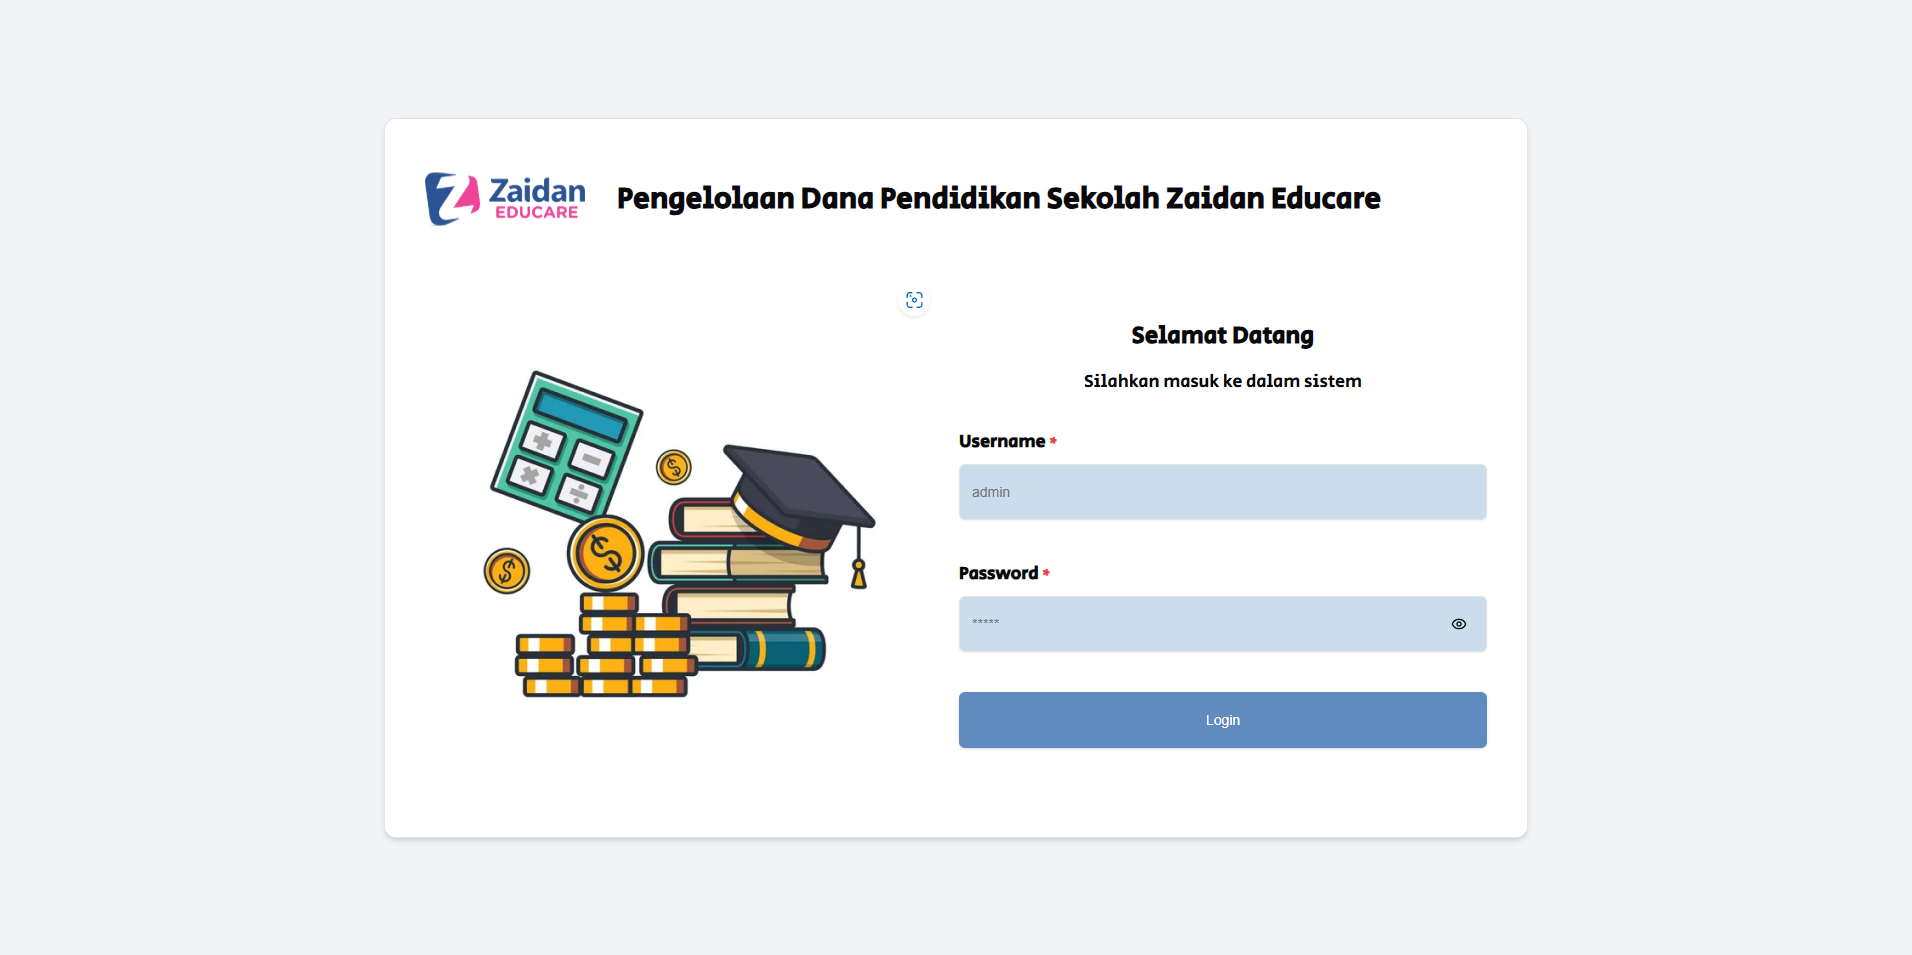 Zaidan
EDUCARE
Pengelolaan Dana Pendidikan Sekolah Zaidan Educare
Selamat Datang
Silahkan masuk ke dalam sistem
Username *
admin
Password *
*****
Login